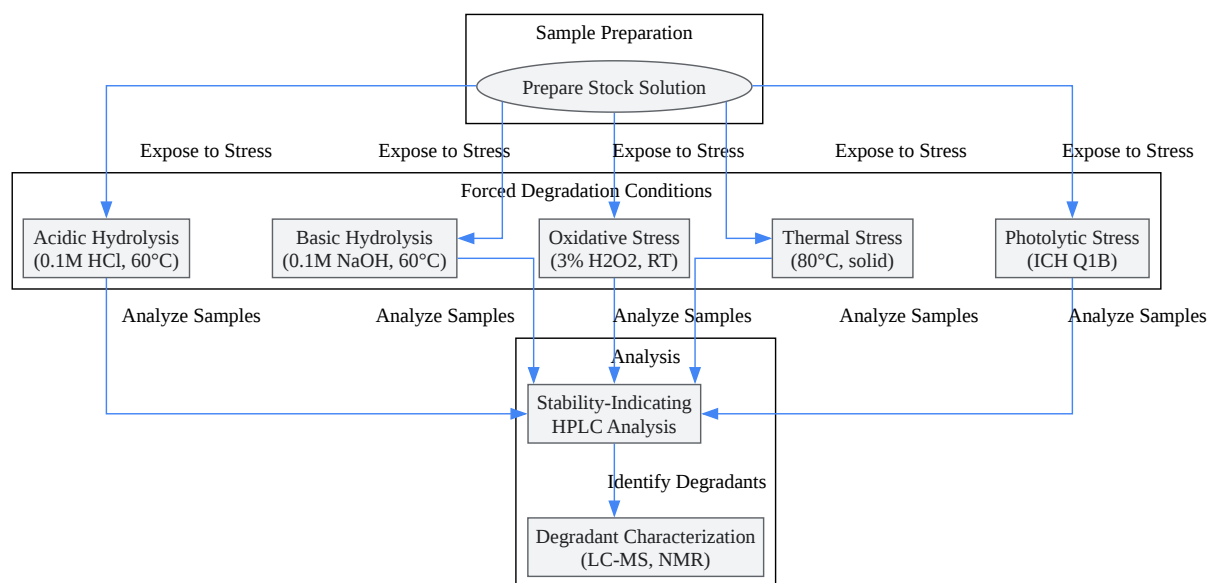 Sample Preparation
Prepare Stock Solution
Expose to Stress
Expose to Stress
Expose to Stress
Expose to Stress
Expose to Stress
Forced Degradation Conditions
Acidic Hydrolysis
(0.1M HCl, 60°C)
Basic Hydrolysis
(0.1M NaOH, 60°C)
Oxidative Stress
(3% H2O2, RT)
Thermal Stress
(80°C, solid)
Photolytic Stress
(ICH Q1B)
Analyze Samples
Analyze Samples
Analyze Samples
Analyze Samples
Analyze Samples
Analysis
Stability-Indicating
HPLC Analysis
Identify Degradants
Degradant Characterization
(LC-MS, NMR)